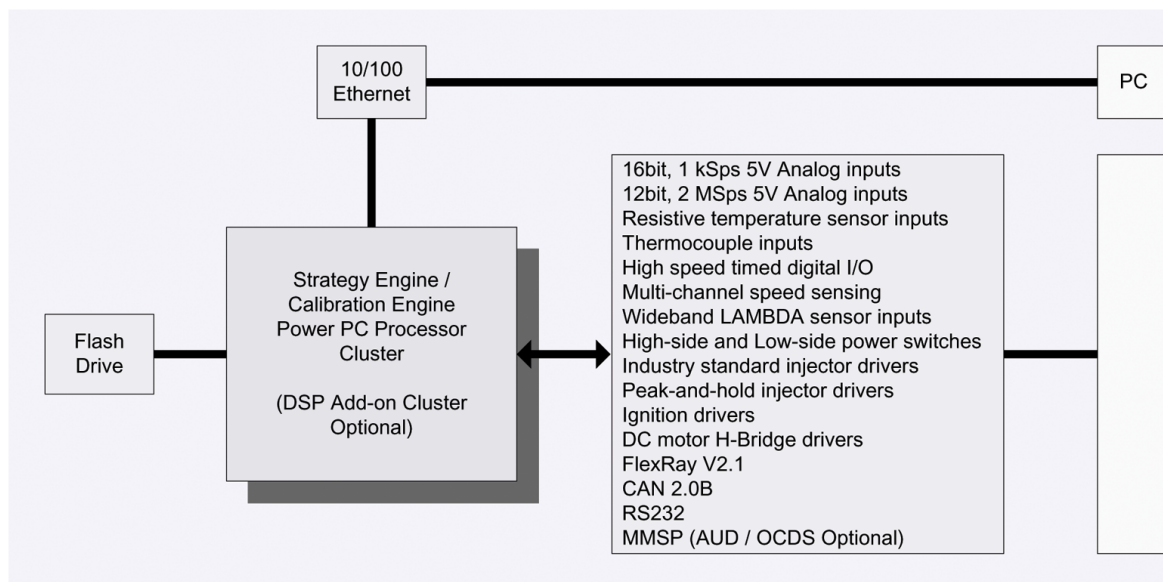 10/100
Ethernet
PC
16bit, 1 kSps 5V Analog inputs
12bit, 2 MSps 5V Analog inputs
Resistive temperature sensor inputs
Thermocouple inputs
High speed timed digital I/O
Multi-channel speed sensing
Wideband LAMBDA sensor inputs
High-side and Low-side power switches
Industry standard injector drivers
Peak-and-hold injector drivers
Ignition drivers
DC motor H-Bridge drivers
FlexRay V2.1
CAN 2.0B
RS232
MMSP (AUD / OCDS Optional)
Strategy Engine /
Calibration Engine
Power PC Processor
Cluster
(DSP Add-on Cluster
Optional)
Flash
Drive